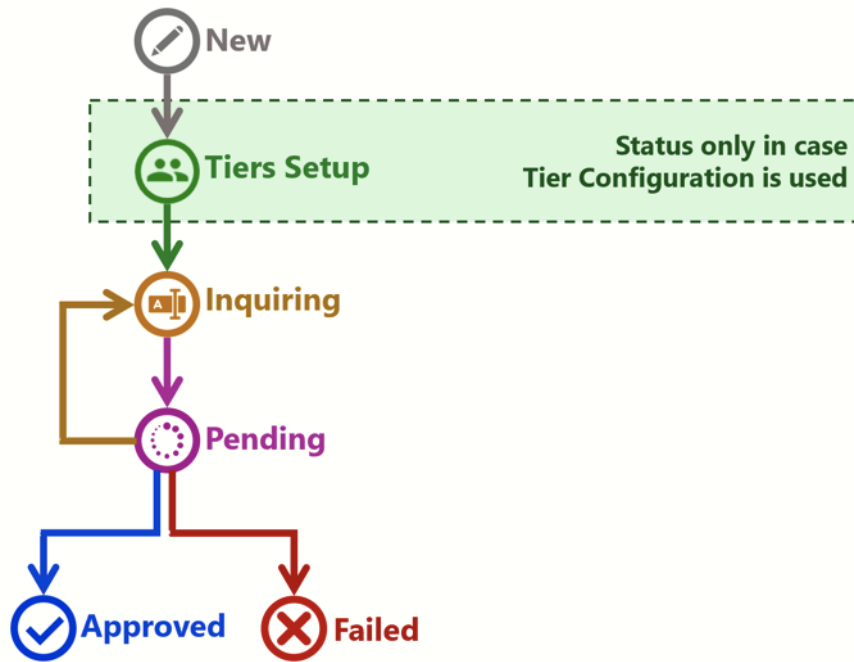 New
Tiers Setup
Status only in case
Tier Configuration is used
A
Inquiring
Pending
Approved
Failed